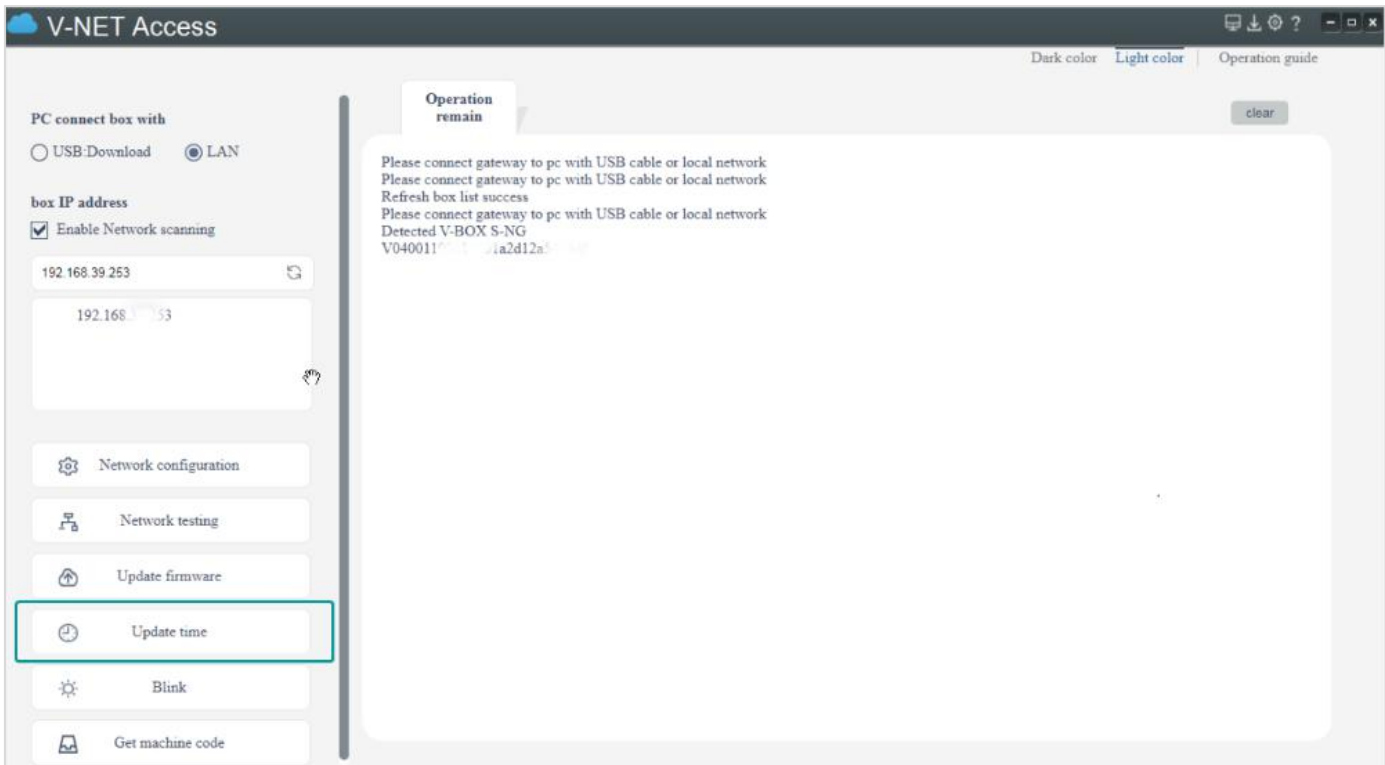 V-NET Access
Dark color Light color Operation guide
PC connect box with
USB:Download LAN
box IP address
Enable Network scanning
192.168.39.253
192.168.
Network configuration
Network testing
Update firmware
Update time
Blink
Get machine code
Operation
remain
clear
Please connect gateway to pc with USB cable or local network
Please connect gateway to pc with USB cable or local network
Refresh box list success
Please connect gateway to pc with USB cable or local network
Detected V-BOX S-NG